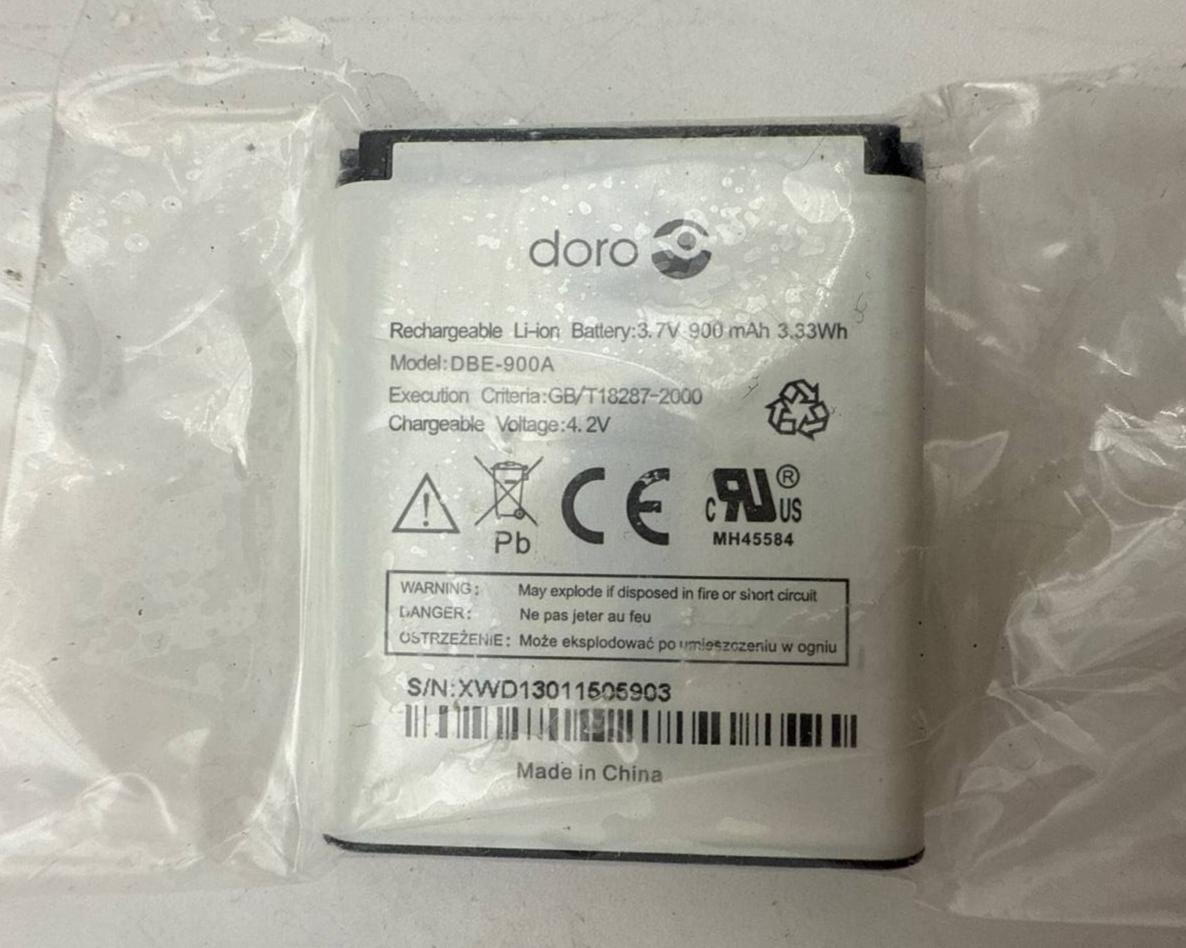 doro
Rechargeable Li-ion Battery:3.7V 900 mAh 3.33Wh
Model:DBE-900A
Execution Criteria:GB/T18287-2000
Chargeable Voltage:4.2V
Pb
CE
c RU ® US
MH45584
WARNING: May explode if disposed in fire or short circuit
DANGER: Ne pas jeter au feu
OSTRZEŻENIE: Może eksplodować po umieszczeniu w ogniu
S/N:XWD13011505903
Made in China